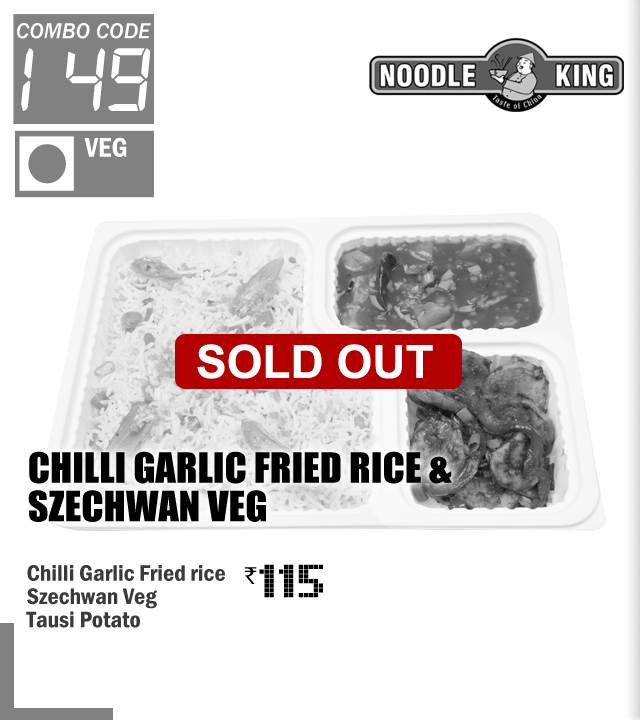 COMBO CODE
149
VEG
NOODLE KING
Taste of China
SOLD OUT
CHILLI GARLIC FRIED RICE &
SZECHWAN VEG
Chilli Garlic Fried rice ₹115
Szechwan Veg
Tausi Potato